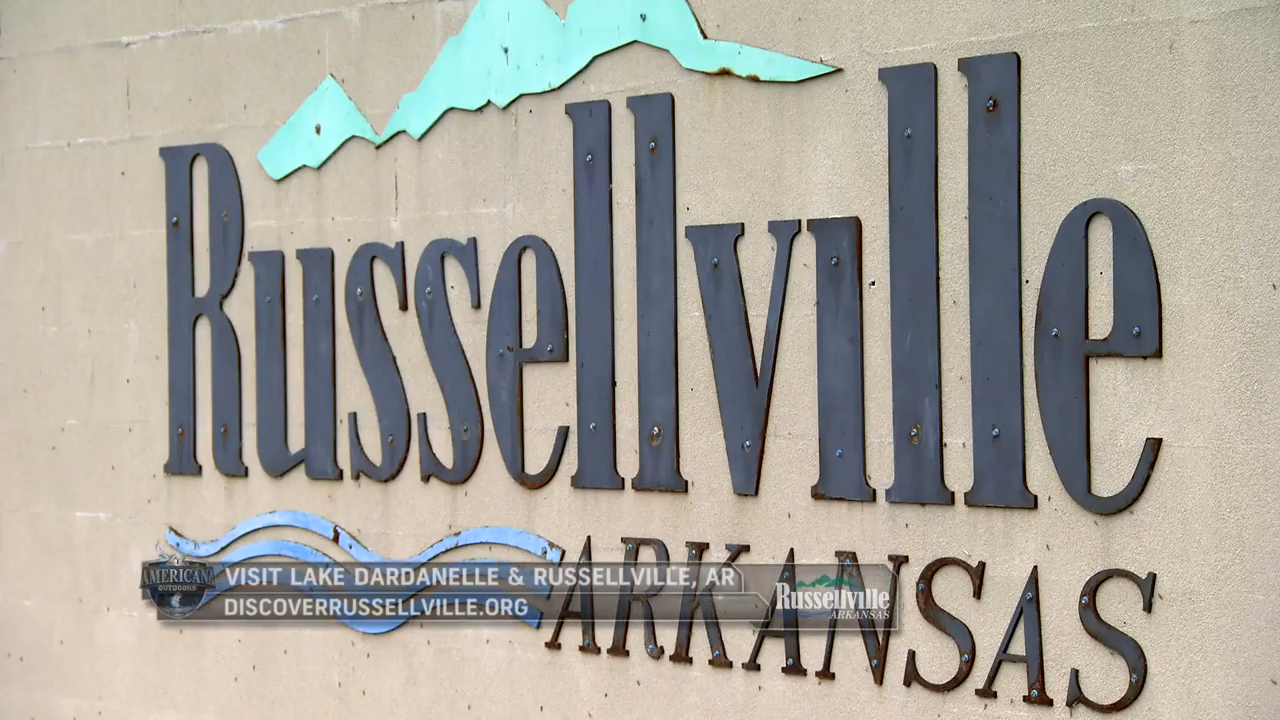 Russellville
ARKANSAS
AMERICANA
OUTDOORS
VISIT LAKE DARDANELLE & RUSSELLVILLE, AR
DISCOVERRUSSELLVILLE.ORG
Russellville
ARKANSAS